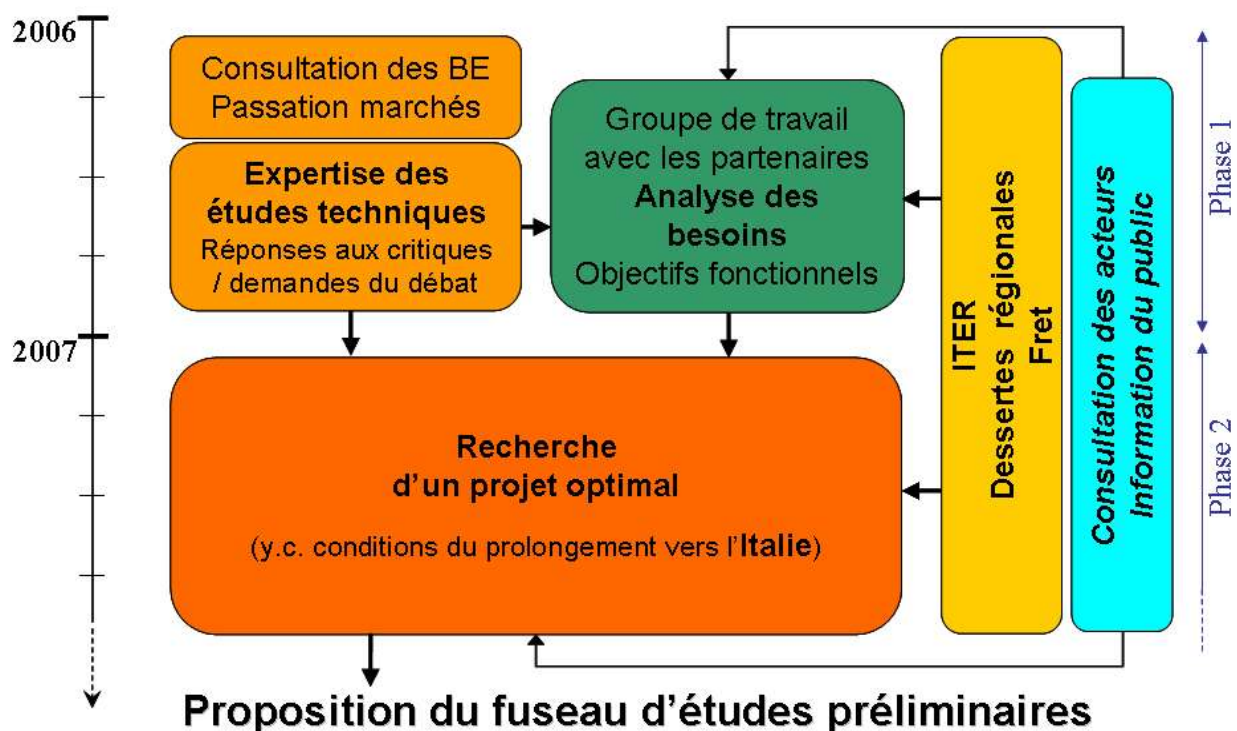 2006
Consultation des BE
Passation marchés
Expertise des
études techniques
Réponses aux critiques
/ demandes du débat
Groupe de travail
avec les partenaires
Analyse des
besoins
Objectifs fonctionnels
ITER
Dessertes régionales
Fret
Consultation des acteurs
Information du public
Phase 1
2007
Recherche
d'un projet optimal
(y.c. conditions du prolongement vers l'Italie)
Phase 2
Proposition du fuseau d'études préliminaires